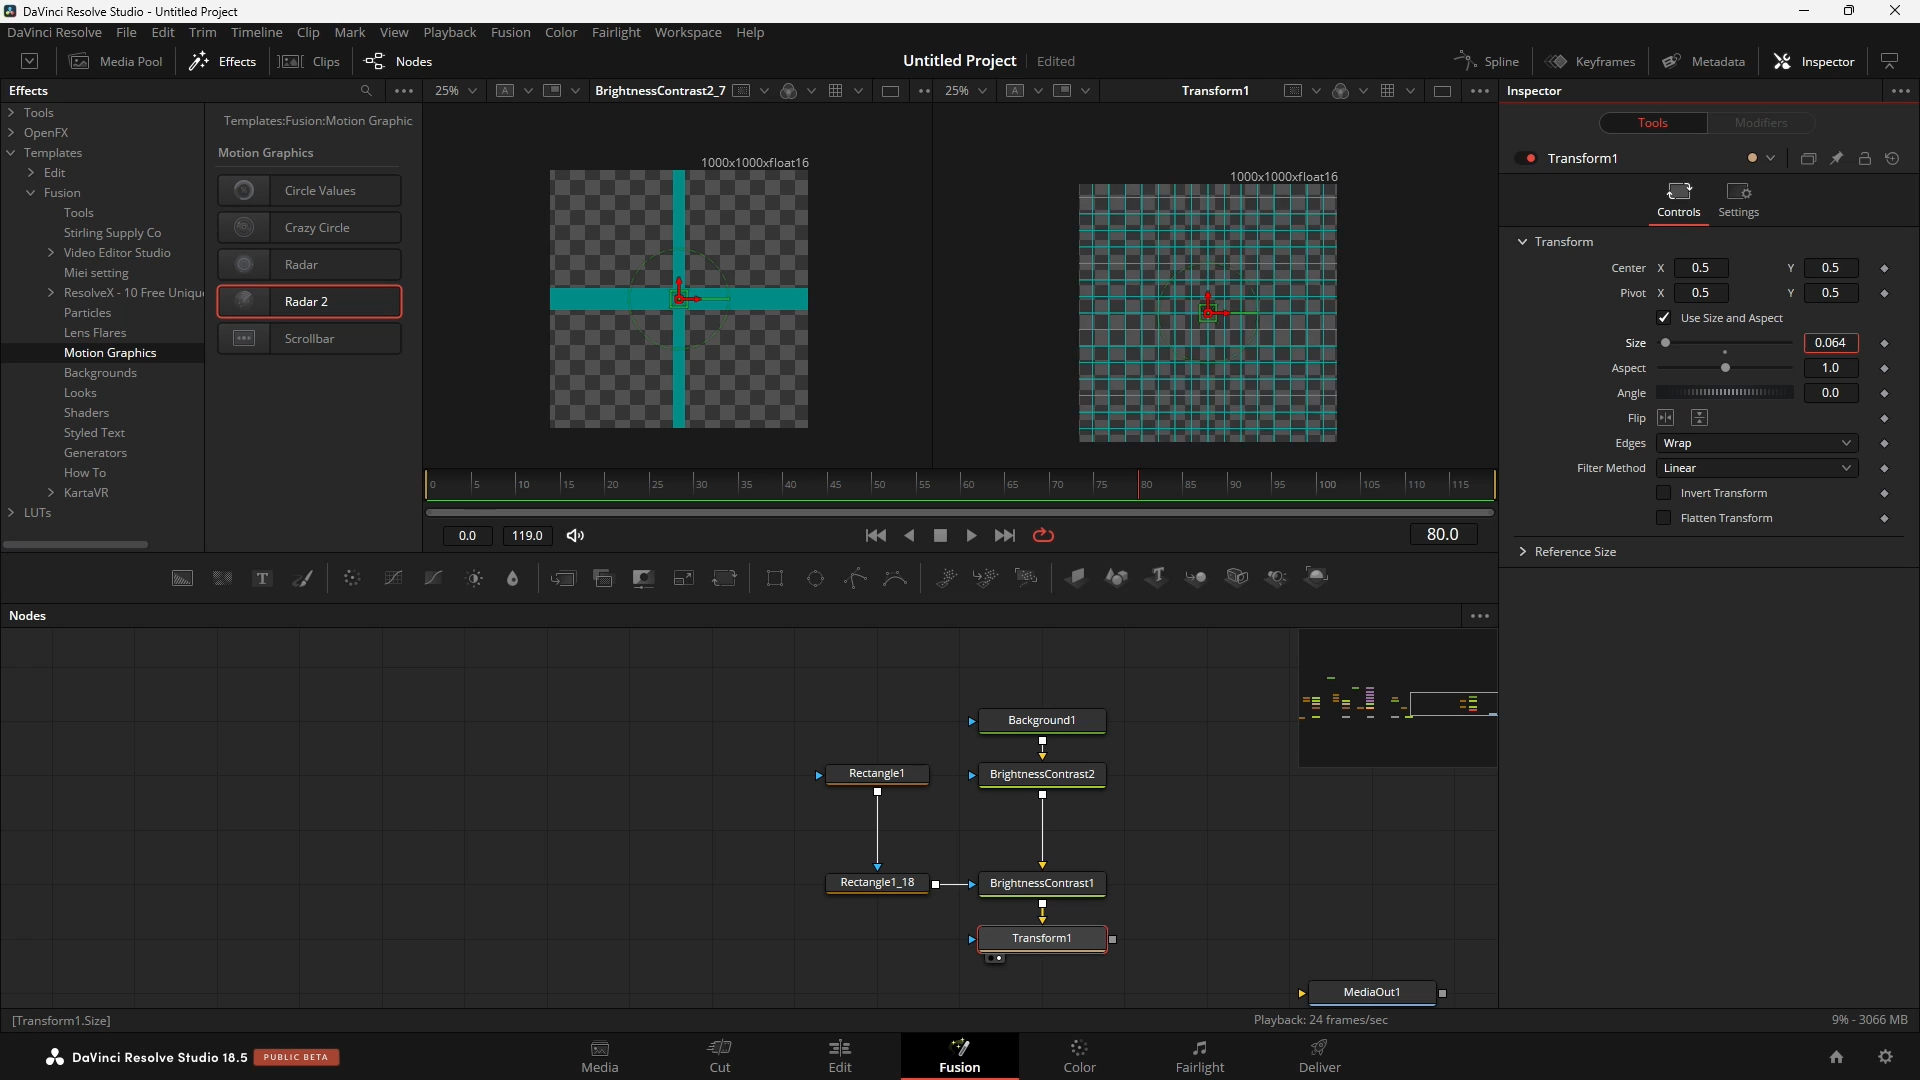 DaVinci Resolve Studio - Untitled Project
DaVinci Resolve File Edit Trim Timeline Clip Mark View Playback Fusion Color Fairlight Workspace Help
Media Pool Effects Clips Nodes Untitled Project Edited Spline Keyframes Metadata Inspector
Effects 25% A BrightnessContrast2_7 25% A Transform1 Inspector
Tools
OpenFX
Templates
Edit
Fusion
Tools
Stirling Supply Co
Video Editor Studio
Miei setting
ResolveX - 10 Free Uniqu
Particles
Lens Flares
Motion Graphics
Backgrounds
Looks
Shaders
Styled Text
Generators
How To
KartaVR
LUTs
Templates:Fusion:Motion Graphic
Motion Graphics
Circle Values
Crazy Circle
Radar
Radar 2
Scrollbar
1000x1000xfloat16
1000x1000xfloat16
0 5 10 15 20 25 30 35 40 45 50 55 60 65 70 75 80 85 90 95 100 105 110 115
0.0 119.0 80.0
Tools Modifiers
Transform1
Controls Settings
Transform
Center X 0.5 Y 0.5
Pivot X 0.5 Y 0.5
Use Size and Aspect
Size 0.064
Aspect 1.0
Angle 0.0
Flip
Edges Wrap
Filter Method Linear
Invert Transform
Flatten Transform
Reference Size
T
Nodes
Background1
Rectangle1 BrightnessContrast2
Rectangle1_18 BrightnessContrast1
Transform1
MediaOut1
[Transform1.Size] Playback: 24 frames/sec 9% - 3066 MB
DaVinci Resolve Studio 18.5 PUBLIC BETA
Media Cut Edit Fusion Color Fairlight Deliver